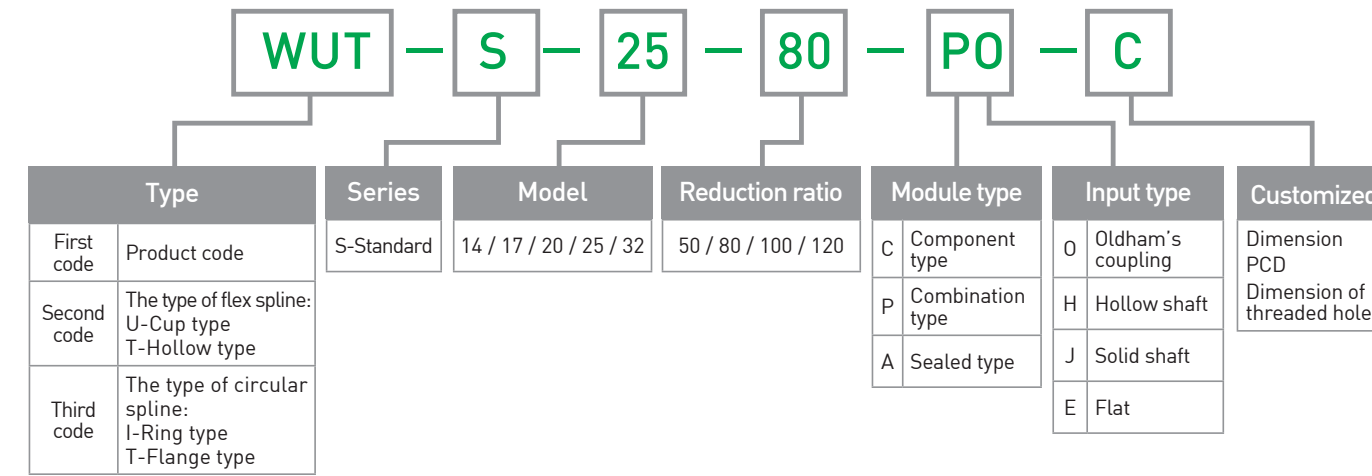 WUT — S — 25 — 80 — PO — C
Type
First
code
Product code
Second
code
The type of flex spline:
U-Cup type
T-Hollow type
Third
code
The type of circular
spline:
I-Ring type
T-Flange type
Series
S-Standard
Model
14 / 17 / 20 / 25 / 32
Reduction ratio
50 / 80 / 100 / 120
Module type
C Component
type
P Combination
type
A Sealed type
Input type
O Oldham's
coupling
H Hollow shaft
J Solid shaft
E Flat
Customized
Dimension
PCD
Dimension of
threaded hole